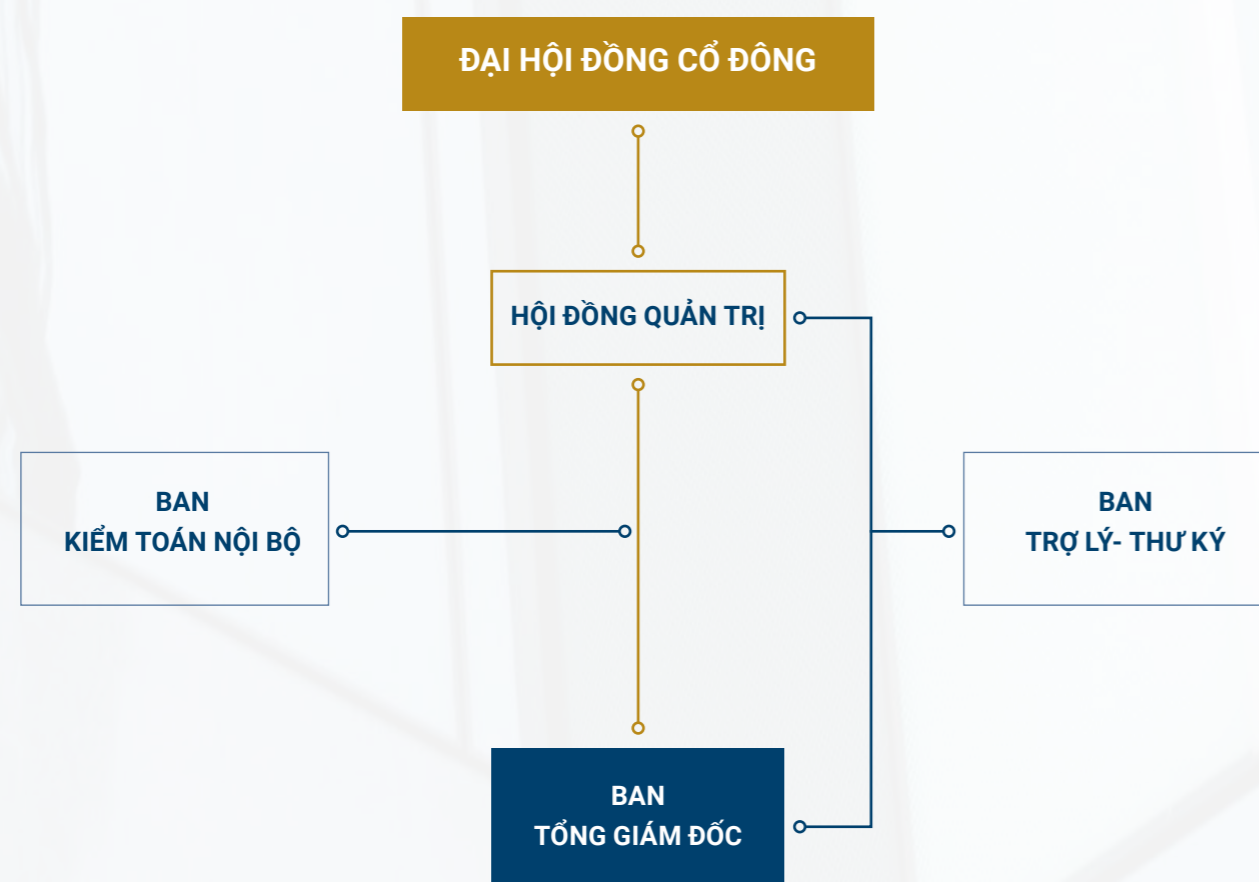 ĐẠI HỘI ĐỒNG CỔ ĐÔNG
HỘI ĐỒNG QUẢN TRỊ
BAN
KIỂM TOÁN NỘI BỘ
BAN
TRỢ LÝ- THƯ KÝ
BAN
TỔNG GIÁM ĐỐC